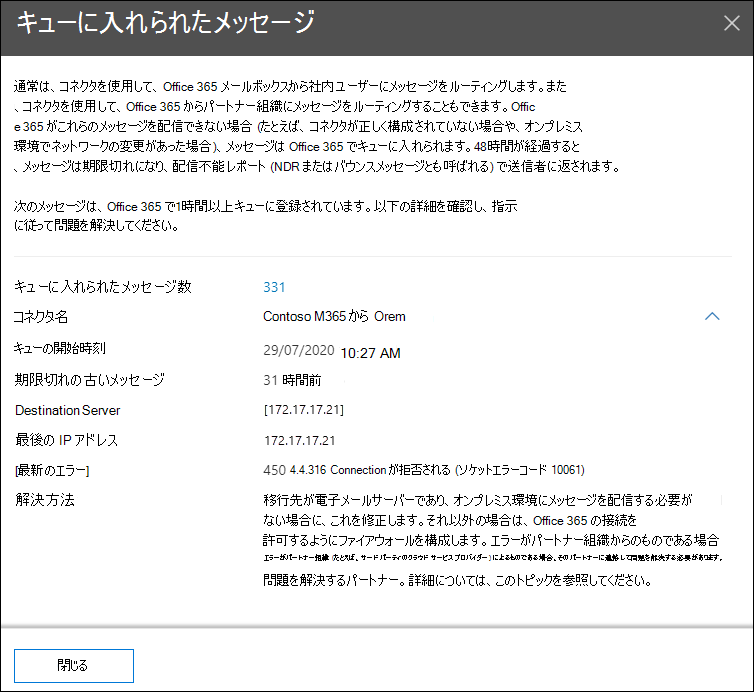 キューに入れられたメッセージ
通常は、コネクタを使用して、Office 365 メールボックスから社内ユーザーにメッセージをルーティングします。また
、コネクタを使用して、Office 365 からパートナー組織にメッセージをルーティングすることもできます。Offic
e 365 がこれらのメッセージを配信できない場合 (たとえば、コネクタが正しく構成されていない場合や、オンプレミス
環境でネットワークの変更があった場合)、メッセージは Office 365 でキューに入れられます。48時間が経過すると
、メッセージは期限切れになり、配信不能レポート (NDR またはバウンスメッセージとも呼ばれる) で送信者に返されます。
次のメッセージは、Office 365 で1時間以上キューに登録されています。以下の詳細を確認し、指示
に従って問題を解決してください。
キューに入れられたメッセージ数 331
コネクタ名 Contoso M365 から Orem
キューの開始時刻 29/07/2020 10:27 AM
期限切れの古いメッセージ 31 時間前
Destination Server [172.17.17.21]
最後の IP アドレス 172.17.17.21
[最新のエラー] 450 4.4.316 Connection が拒否される (ソケットエラーコード 10061)
解決方法 移行先が電子メールサーバーであり、オンプレミス環境にメッセージを配信する必要が
ない場合に、これを修正します。それ以外の場合は、Office 365 の接続を
許可するようにファイアウォールを構成します。エラーがパートナー組織からのものである場合
エラーがパートナー組織 (たとえば、サード パーティのクラウド サービス プロバイダー) によるものである場合、そのパートナーに連絡して問題を解決する必要があります。
問題を解決するパートナー。詳細については、このトピックを参照してください。
閉じる